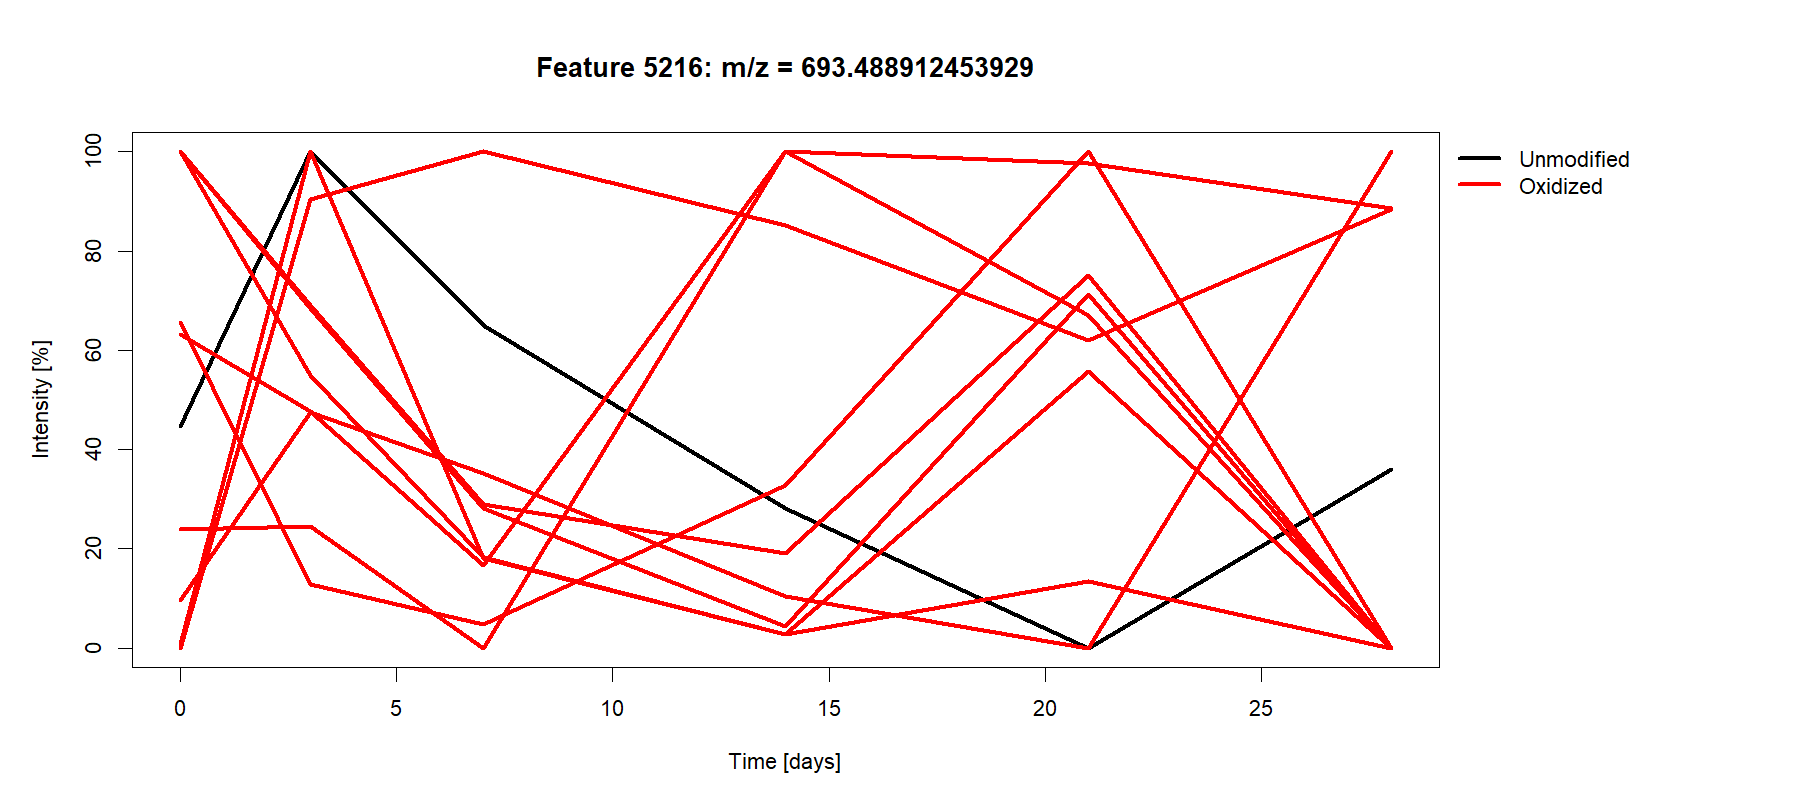 Feature 5216: m/z = 693.488912453929
Unmodified
Oxidized
Intensity [%]
100
80
60
40
20
0
0 5 10 15 20 25
Time [days]